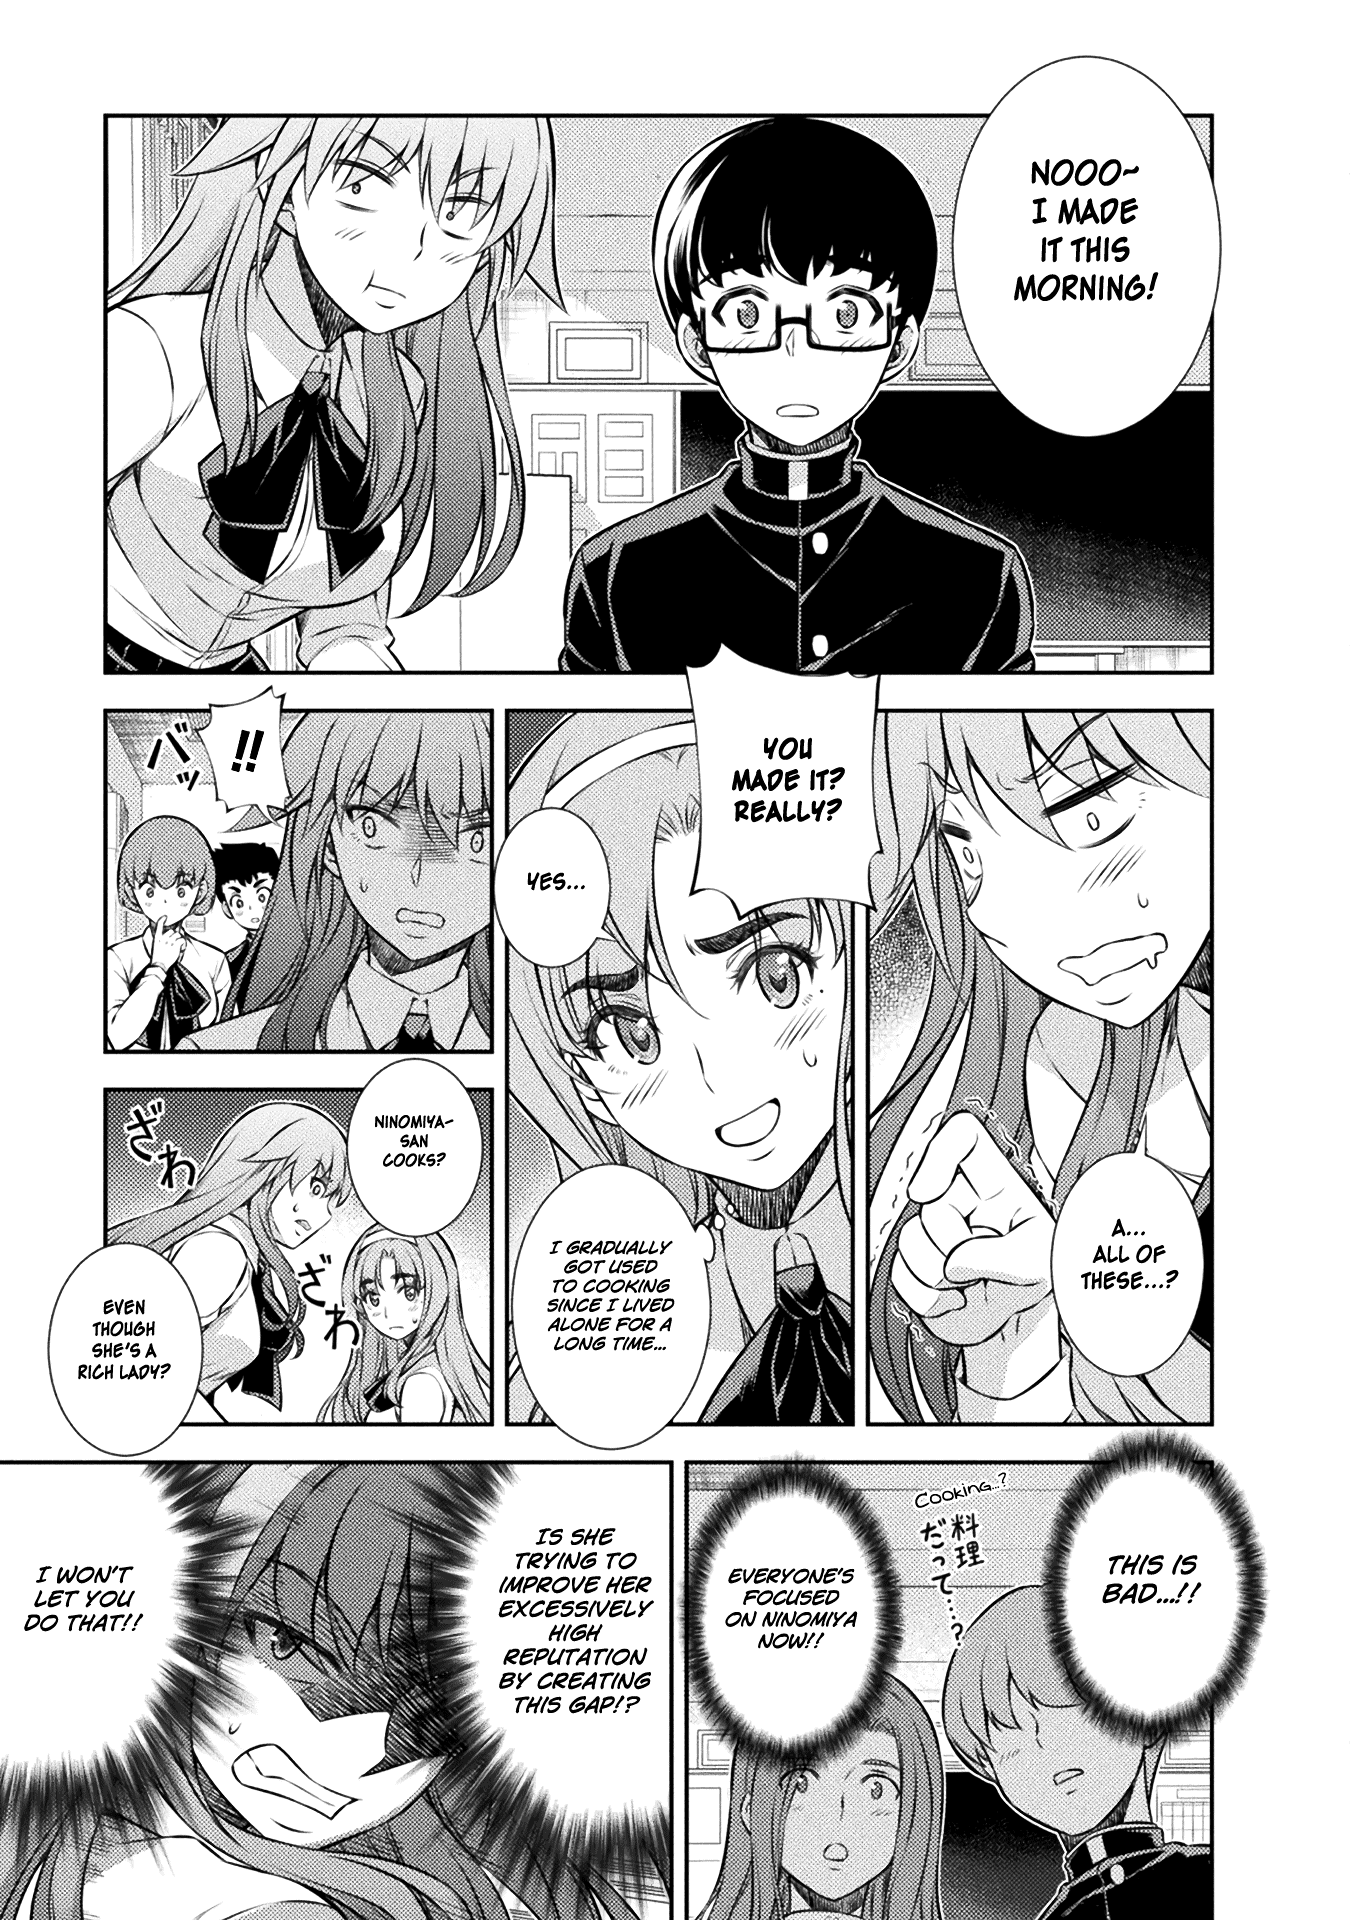 NOOO~
I MADE
IT THIS
MORNING!
YOU
MADE IT?
REALLY?
A...
ALL OF
THESE...?
YES...
I GRADUALLY
GOT USED
TO COOKING
SINCE I LIVED
ALONE FOR A
LONG TIME...
!!
バッ
NINOMIYA-
SAN
COOKS?
ざわ
ざわ
EVEN
THOUGH
SHE'S A
RICH LADY?
THIS IS
BAD...!!
Cooking...?
料理
だって…?
EVERYONE'S
FOCUSED
ON NINOMIYA
NOW!!
IS SHE
TRYING TO
IMPROVE HER
EXCESSIVELY
HIGH
REPUTATION
BY CREATING
THIS GAP!?
I WON'T
LET YOU
DO THAT!!